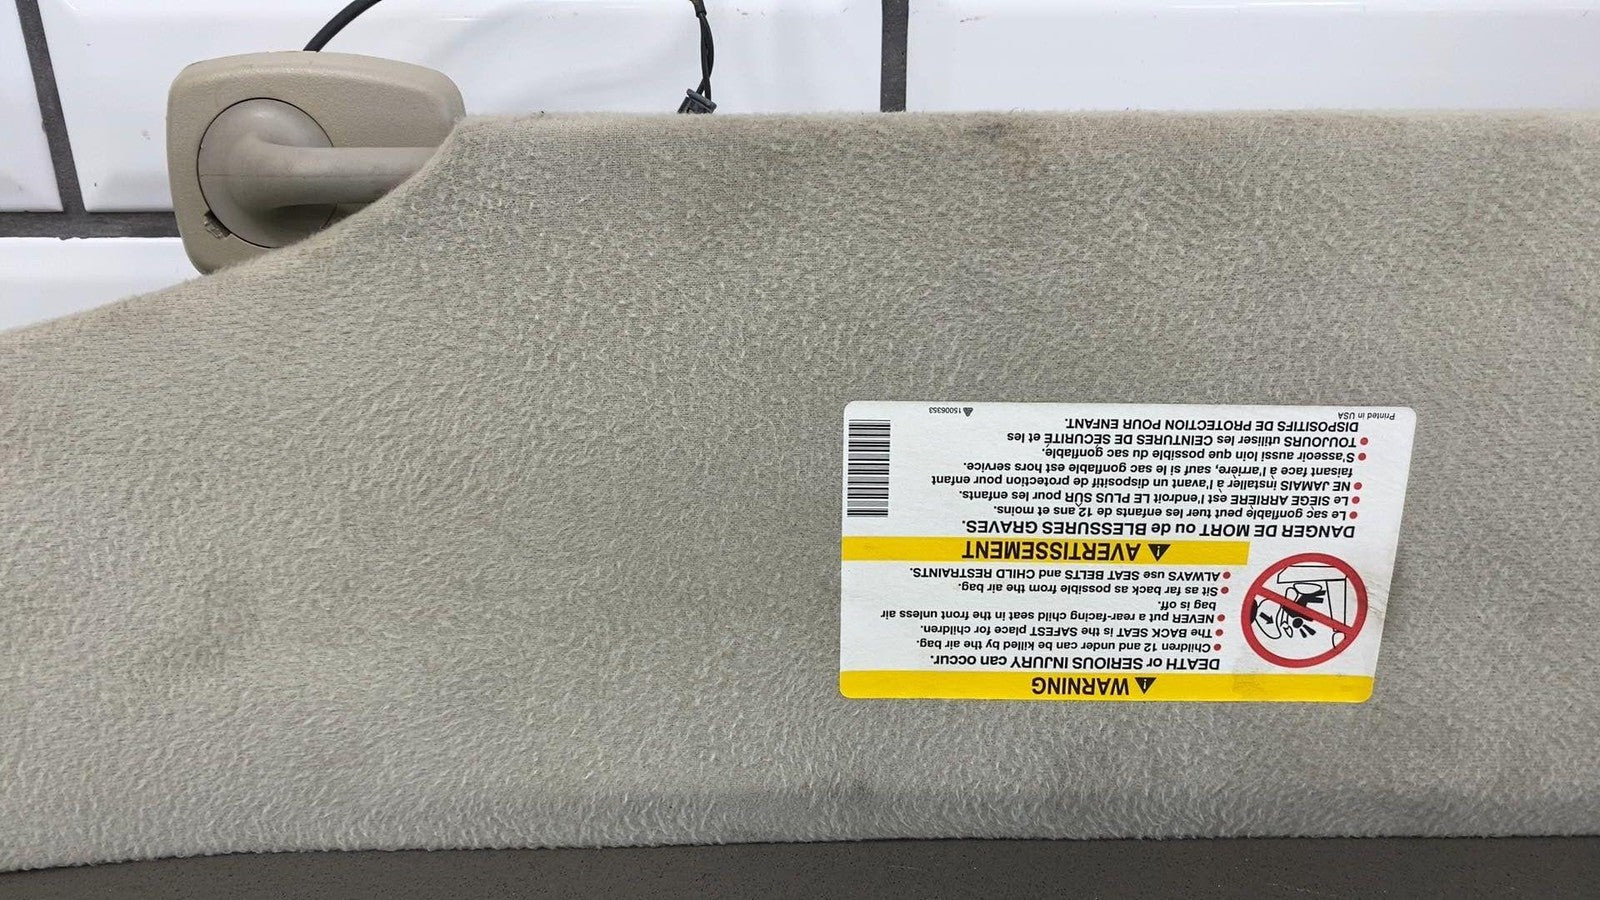 WARNING
DEATH or SERIOUS INJURY can occur.
• Children 12 and under can be killed by the air bag.
• The BACK SEAT is the SAFEST place for children.
• NEVER put a rear-facing child seat in the front unless
bag is off.
• Sit as far back as possible from the air bag.
• ALWAYS use SEAT BELTS and CHILD RESTRAINTS.
AVERTISSEMENT
DANGER DE MORT ou de BLESSURES GRAVES.
• Le sac gonflable peut tuer les enfants de 12 ans et moins.
• Le SIÈGE ARRIÈRE est l'endroit LE PLUS SÛR pour les enfants.
• NE JAMAIS installer à l'avant un dispositif de protection pour enfant
faisant face à l'arrière, sauf si le sac gonflable est hors service.
• S'asseoir aussi loin que possible du sac gonflable.
• TOUJOURS utiliser les CEINTURES DE SÉCURITÉ et les
DISPOSITIFS DE PROTECTION POUR ENFANT.
Printed in USA
15006353